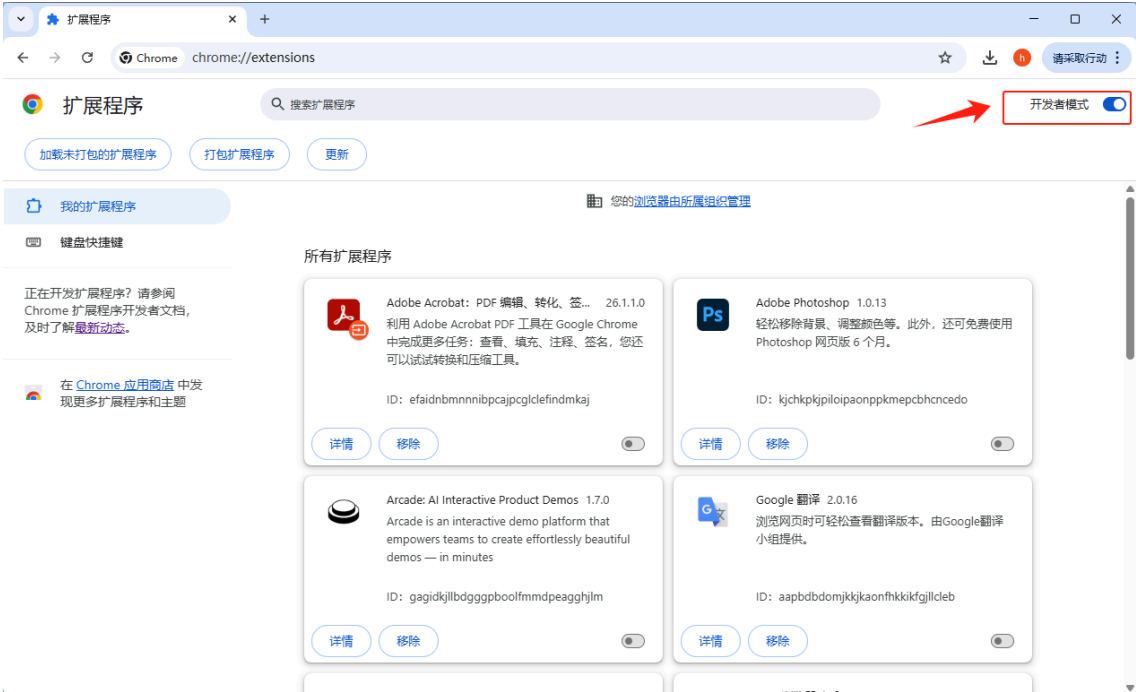 扩展程序
Chrome chrome://extensions
h
请采取行动
扩展程序
搜索扩展程序
开发者模式
加载未打包的扩展程序
打包扩展程序
更新
我的扩展程序
键盘快捷键
正在开发扩展程序？请参阅
Chrome 扩展程序开发者文档，
及时了解最新动态。
在 Chrome 应用商店 中发
现更多扩展程序和主题
您的浏览器由所属组织管理
所有扩展程序
Adobe Acrobat：PDF 编辑、转化、签... 26.1.1.0
利用 Adobe Acrobat PDF 工具在 Google Chrome
中完成更多任务：查看、填充、注释、签名，您还
可以试试转换和压缩工具。
ID：efaidnbmnnnibpcajpcglclefindmkaj
详情
移除
Ps
Adobe Photoshop 1.0.13
轻松移除背景、调整颜色等。此外，还可免费使用
Photoshop 网页版 6 个月。
ID：kjchkpkjpiloipaonppkmepcbhcncedo
详情
移除
Arcade: AI Interactive Product Demos 1.7.0
Arcade is an interactive demo platform that
empowers teams to create effortlessly beautiful
demos — in minutes
ID：gagidkjllbdgggpboolfmmdpeagghjlm
详情
移除
G 文
Google 翻译 2.0.16
浏览网页时可轻松查看翻译版本。由Google翻译
小组提供。
ID：aapbdbdomjkkjkaonfhkkikfgjllcleb
详情
移除